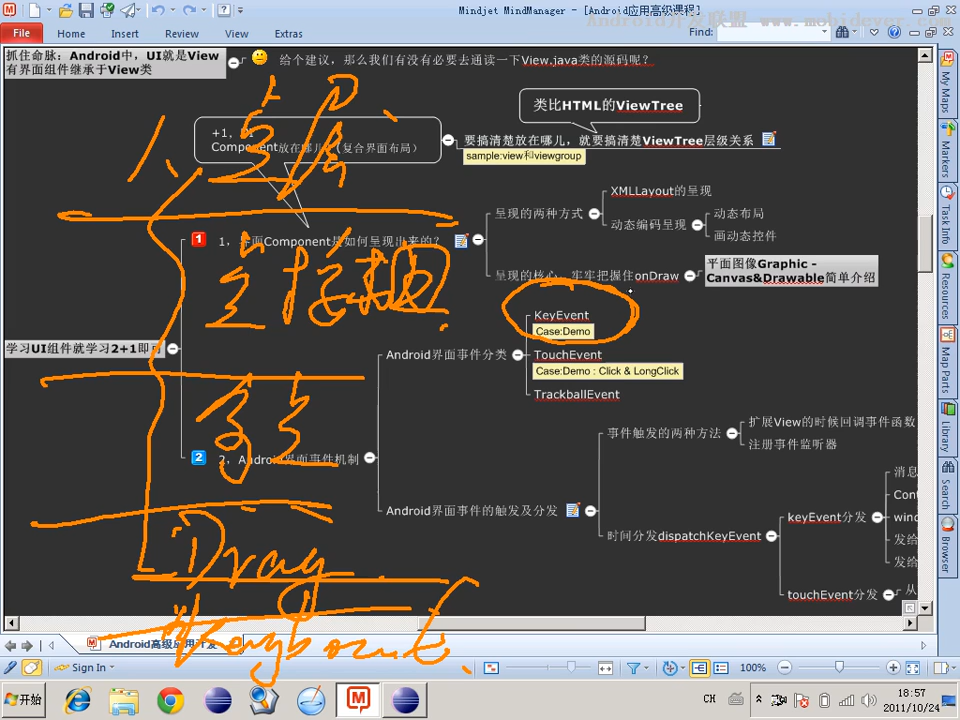 Mindjet MindManager - [Android应用高级课程]
Android开发联盟 www.mobidever.com
File Home Insert Review View Extras Find:
抓住命脉：Android中，UI就是View
有界面组件继承于View类
给个建议，那么我们有没有必要去通读一下View.java类的源码呢？
类比HTML的ViewTree
+1，
Component放在哪儿（复合界面布局）
要搞清楚放在哪儿，就要搞清楚ViewTree层级关系
sample:view和viewgroup
XMLLayout的呈现
呈现的两种方式
动态编码呈现
动态布局
画动态控件
1
1，界面Component是如何呈现出来的？
呈现的核心，牢牢把握住onDraw
平面图像Graphic -
Canvas&Drawable简单介绍
KeyEvent
Case:Demo
学习UI组件就学习2+1即可
Android界面事件分类
TouchEvent
Case:Demo : Click & LongClick
TrackballEvent
扩展View的时候回调事件函数
事件触发的两种方法
注册事件监听器
2
2，Android界面事件机制
消息
Cont
keyEvent分发
wind
Android界面事件的触发及分发
时间分发dispatchKeyEvent
发给
发给
touchEvent分发
从
Draw
My Maps
Markers
Task Info
Resources
Map Parts
Library
Search
Browser
Android高级应用开发
Sign In
100%
开始
CH
18:57
2011/10/24